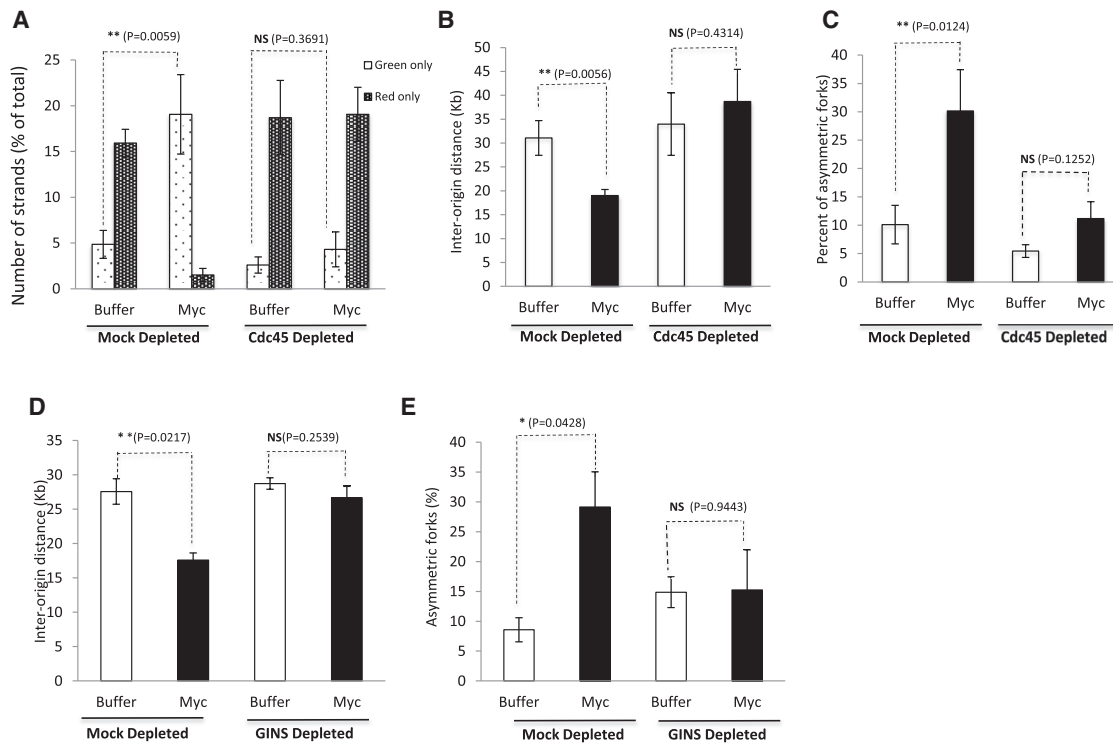 A
** (P=0.0059)
NS (P=0.3691)
Green only
Red only
Number of strands (% of total)
25
20
15
10
5
0
Buffer
Myc
Buffer
Myc
Mock Depleted
Cdc45 Depleted
B
** (P=0.0056)
NS (P=0.4314)
Inter-origin distance (Kb)
50
45
40
35
30
25
20
15
10
5
0
Buffer
Myc
Buffer
Myc
Mock Depleted
Cdc45 Depleted
C
** (P=0.0124)
NS (P=0.1252)
Percent of asymmetric forks)
40
35
30
25
20
15
10
5
0
Buffer
Myc
Buffer
Myc
Mock Depleted
Cdc45 Depleted
D
* *(P=0.0217)
NS(P=0.2539)
Inter-origin distance (Kb)
35
30
25
20
15
10
5
0
Buffer
Myc
Buffer
Myc
Mock Depleted
GINS Depleted
E
* (P=0.0428)
NS (P=0.9443)
Asymmetric forks (%)
40
35
30
25
20
15
10
5
0
Buffer
Myc
Buffer
Myc
Mock Depleted
GINS Depleted